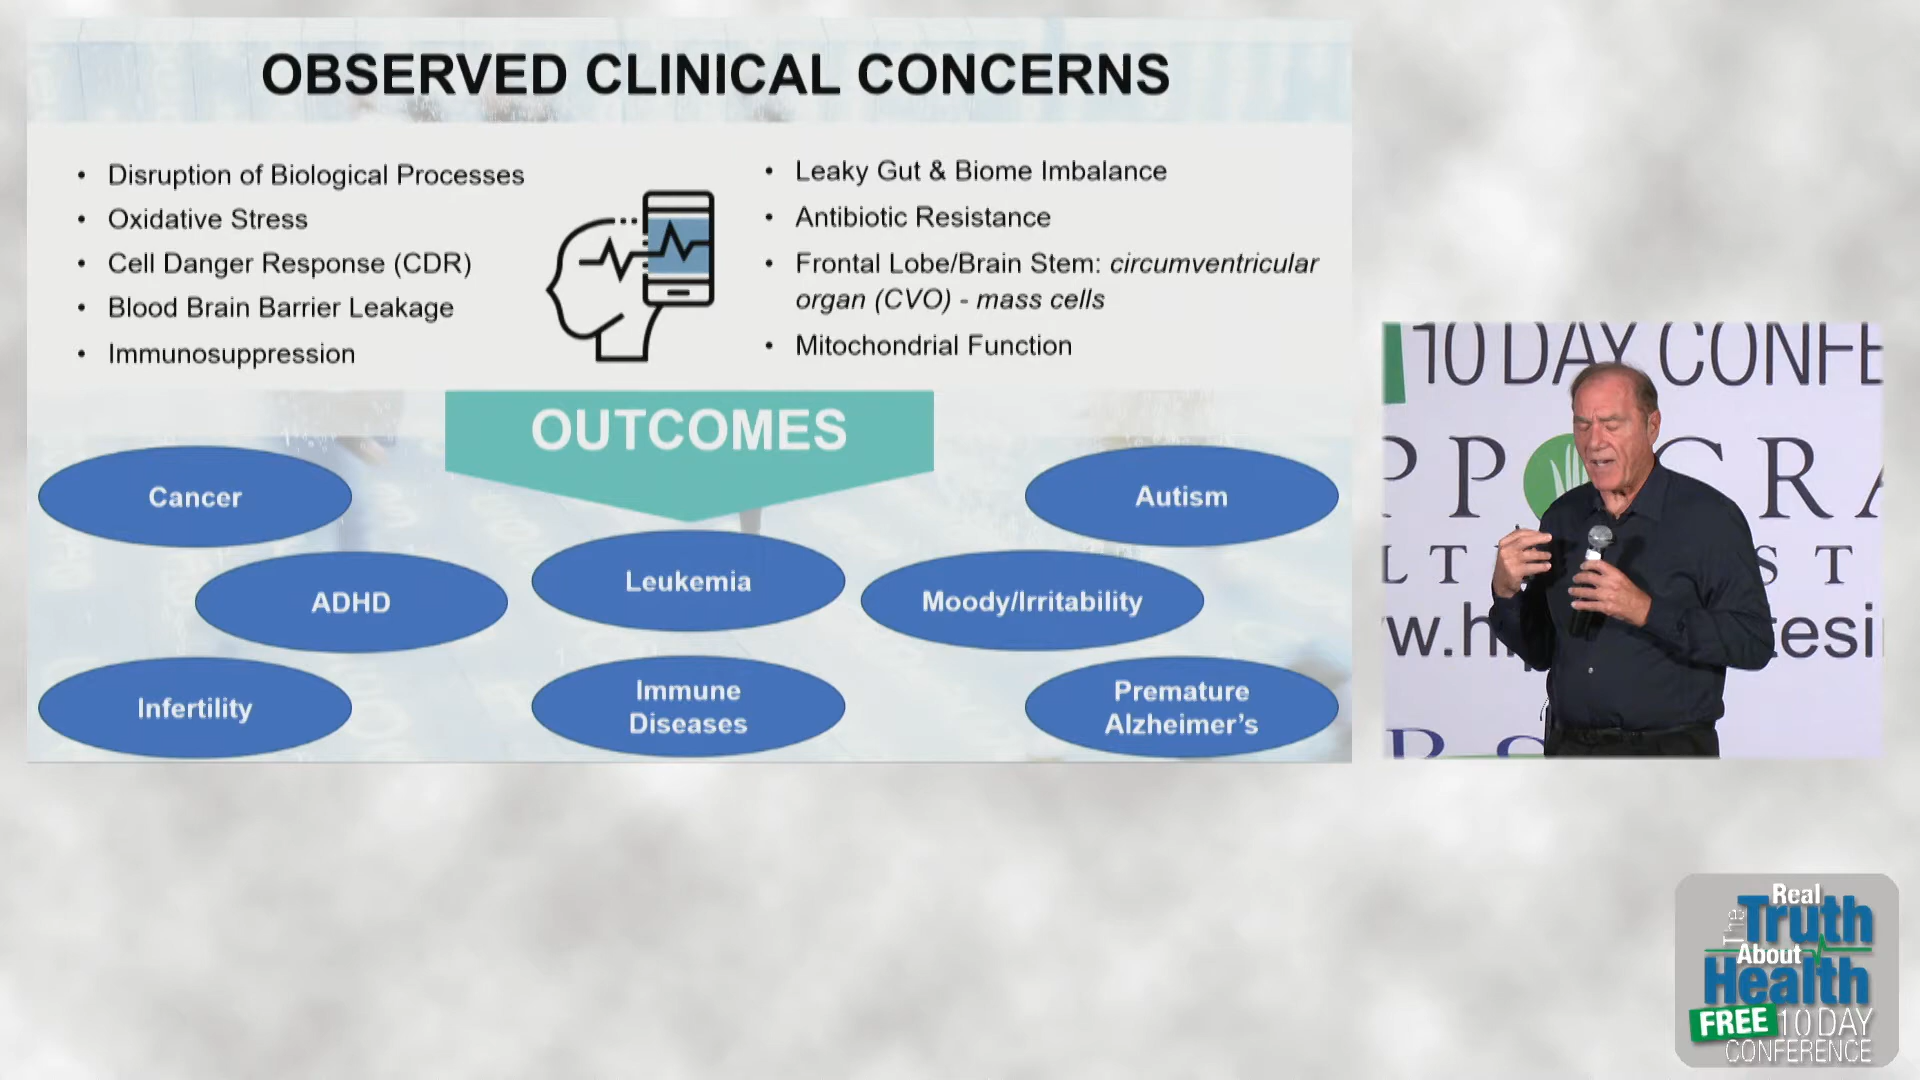 OBSERVED CLINICAL CONCERNS
• Disruption of Biological Processes
• Oxidative Stress
• Cell Danger Response (CDR)
• Blood Brain Barrier Leakage
• Immunosuppression
• Leaky Gut & Biome Imbalance
• Antibiotic Resistance
• Frontal Lobe/Brain Stem: circumventricular
organ (CVO) - mass cells
• Mitochondrial Function
OUTCOMES
Cancer
Autism
ADHD
Leukemia
Moody/Irritability
Infertility
Immune
Diseases
Premature
Alzheimer's
10 DAY CONFE
The Real
Truth
About
Health
FREE 10 DAY
CONFERENCE